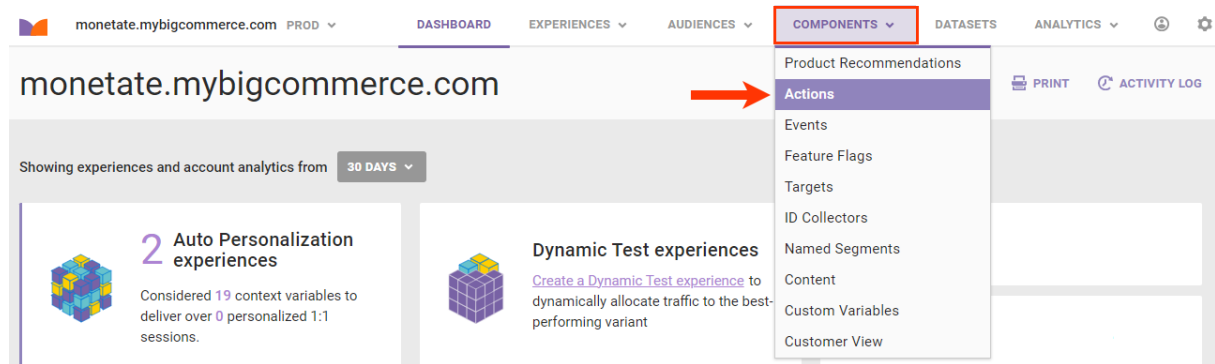 monetate.mybigcommerce.com PROD
DASHBOARD
EXPERIENCES
AUDIENCES
COMPONENTS
DATASETS
ANALYTICS
monetate.mybigcommerce.com
PRINT
ACTIVITY LOG
Product Recommendations
Actions
Events
Feature Flags
Targets
ID Collectors
Named Segments
Content
Custom Variables
Customer View
Showing experiences and account analytics from 30 DAYS
2 Auto Personalization
experiences
Considered 19 context variables to
deliver over 0 personalized 1:1
sessions.
Dynamic Test experiences
Create a Dynamic Test experience to
dynamically allocate traffic to the best-
performing variant